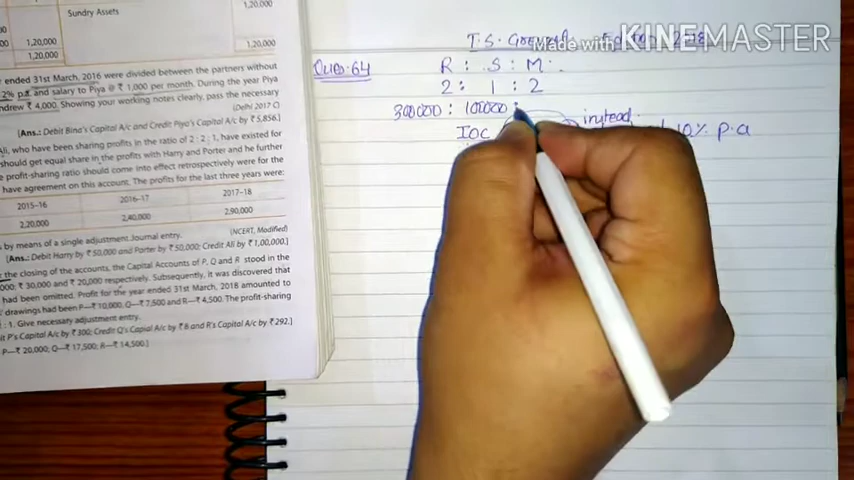 Sundry Assets
1,20,000
1,20,000
1,20,000
1,20,000
ended 31st March, 2016 were divided between the partners without
2% p.a. and salary to Piya @ ₹ 1,000 per month. During the year Piya
₹ 4,000. Showing your working notes clearly, pass the necessary
(Delhi 2017 C)
[Ans.: Debit Bina's Capital A/c and Credit Piya's Capital A/c by ₹ 5,856.]
who have been sharing profits in the ratio of 2 : 2 : 1, have existed for
should get equal share in the profits with Harry and Porter and he further
profit-sharing ratio should come into effect retrospectively were for the
have agreement on this account. The profits for the last three years were:
2015-16 2016-17 2017-18
2,20,000 2,40,000 2,90,000
by means of a single adjustment Journal entry. (NCERT, Modified)
[Ans.: Debit Harry by ₹ 50,000 and Porter by ₹ 50,000; Credit Ali by ₹ 1,00,000.]
the closing of the accounts, the Capital Accounts of P, Q and R stood in the
₹ 30,000 and ₹ 20,000 respectively. Subsequently, it was discovered that
had been omitted. Profit for the year ended 31st March, 2018 amounted to
drawings had been P—₹ 10,000, Q—₹ 7,500 and R—₹ 4,500. The profit-sharing
: 1. Give necessary adjustment entry.
P's Capital A/c by ₹ 300; Credit Q's Capital A/c by ₹ 8 and R's Capital A/c by ₹ 292.]
P—₹ 20,000; Q—₹ 17,500; R—₹ 14,500.]
Made with KINEMASTER
T.S. 2018
Ques.64 R : S : M
2 : 1 : 2
300000 : 100000 :
instead
IOC 10% p.a